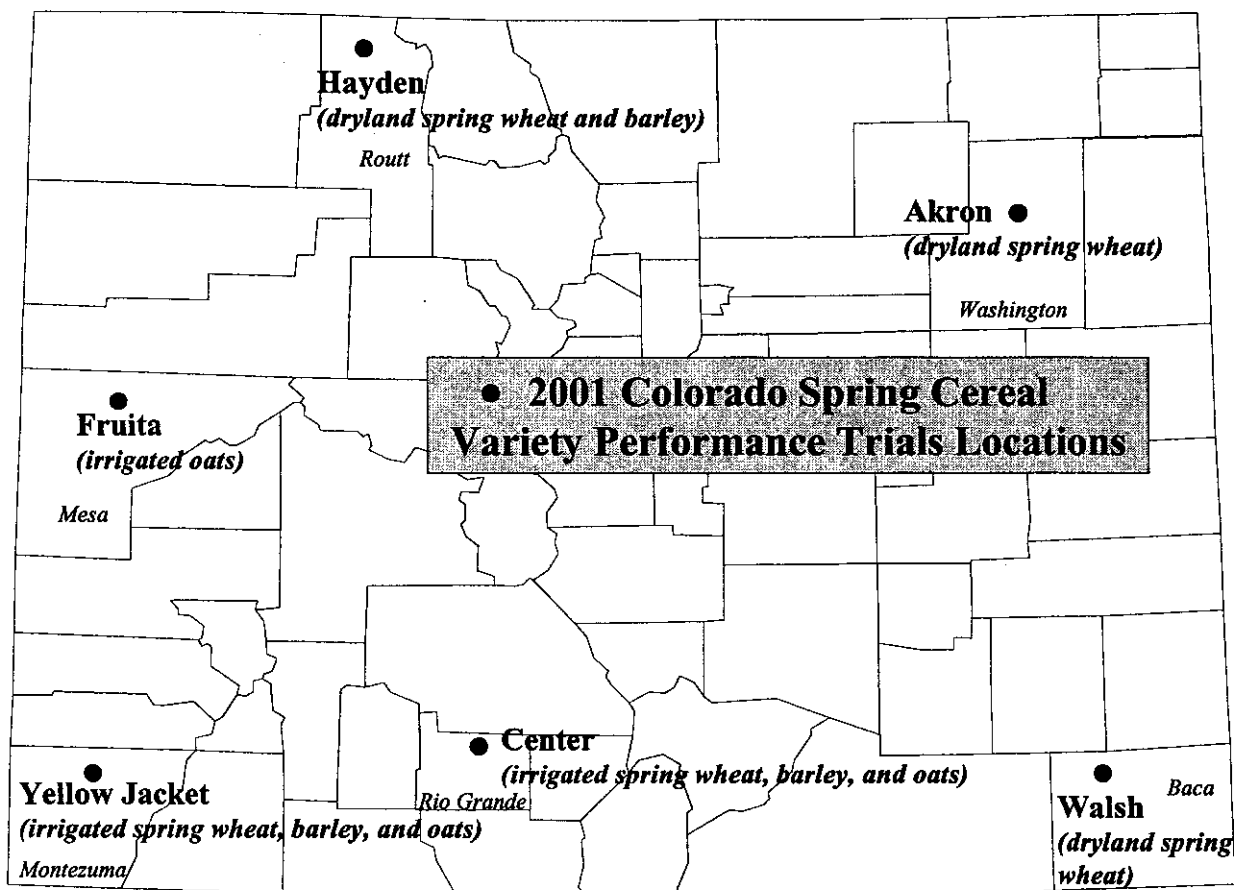 Hayden
(dryland spring wheat and barley)
Routt
Akron
(dryland spring wheat)
Washington
2001 Colorado Spring Cereal
Variety Performance Trials Locations
Fruita
(irrigated oats)
Mesa
Center
(irrigated spring wheat, barley, and oats)
Rio Grande
Yellow Jacket
(irrigated spring wheat, barley, and oats)
Montezuma
Walsh
Baca
(dryland spring
wheat)